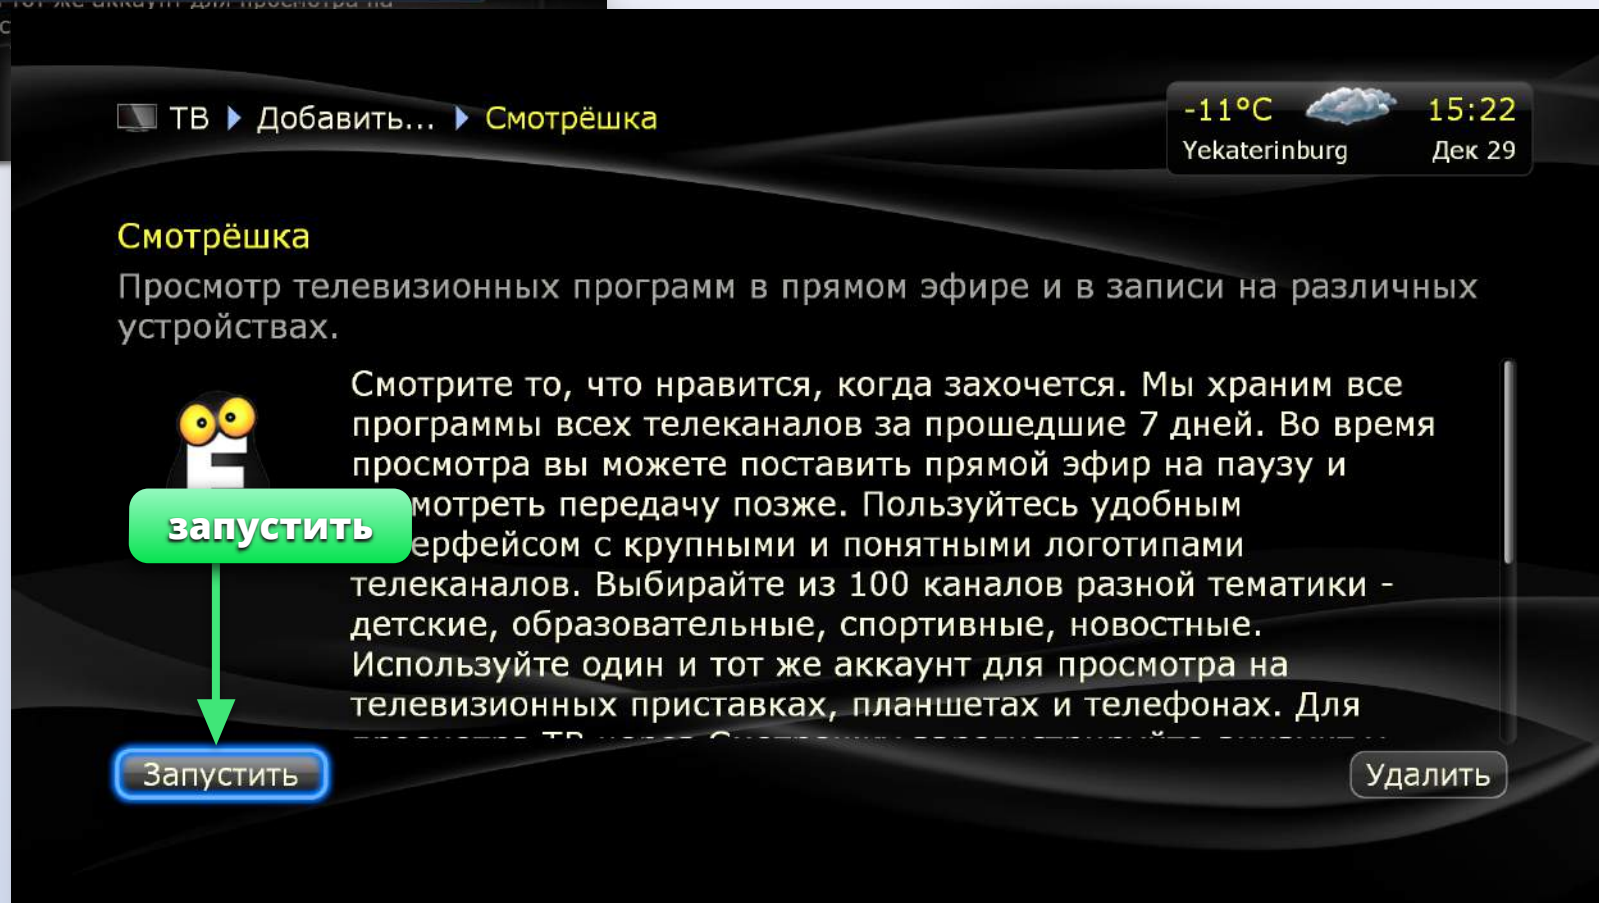 ТВ Добавить... Смотрёшка
-11°C 15:22
Yekaterinburg Дек 29
Смотрёшка
Просмотр телевизионных программ в прямом эфире и в записи на различных
устройствах.
Смотрите то, что нравится, когда захочется. Мы храним все
программы всех телеканалов за прошедшие 7 дней. Во время
просмотра вы можете поставить прямой эфир на паузу и
мотреть передачу позже. Пользуйтесь удобным
ерфейсом с крупными и понятными логотипами
телеканалов. Выбирайте из 100 каналов разной тематики -
детские, образовательные, спортивные, новостные.
Используйте один и тот же аккаунт для просмотра на
телевизионных приставках, планшетах и телефонах. Для
запустить
Запустить
Удалить